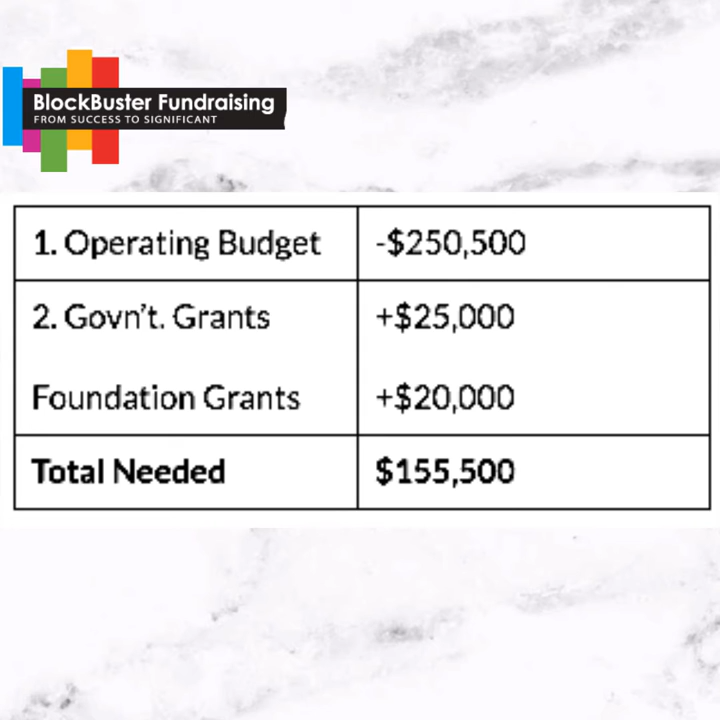 BlockBuster Fundraising
FROM SUCCESS TO SIGNIFICANT
1. Operating Budget -$250,500
2. Govn't. Grants +$25,000
Foundation Grants +$20,000
Total Needed $155,500